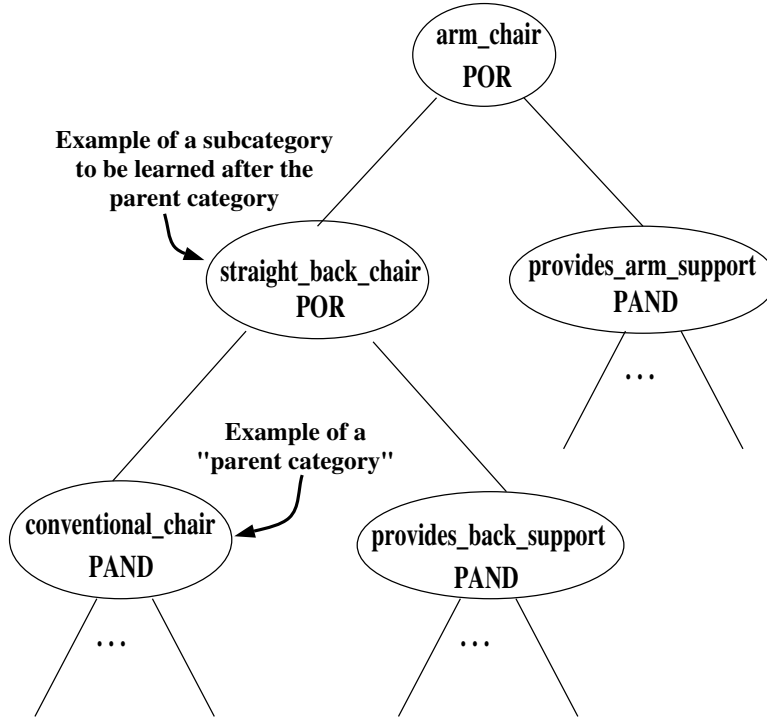 arm_chair
POR
Example of a subcategory
to be learned after the
parent category
straight_back_chair
POR
provides_arm_support
PAND
...
Example of a
"parent category"
conventional_chair
PAND
provides_back_support
PAND
...
...